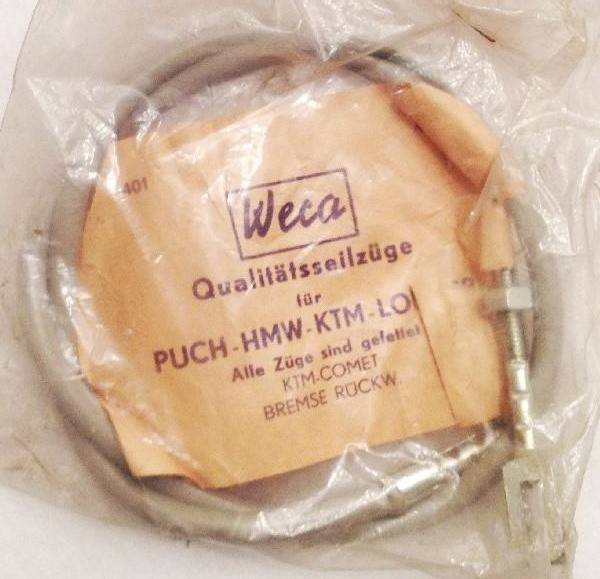 401
Weca
Qualitätsseilzüge
für
PUCH-HMW-KTM-LO
Alle Züge sind gefettet
KTM-COMET
BREMSE RÜCKW.